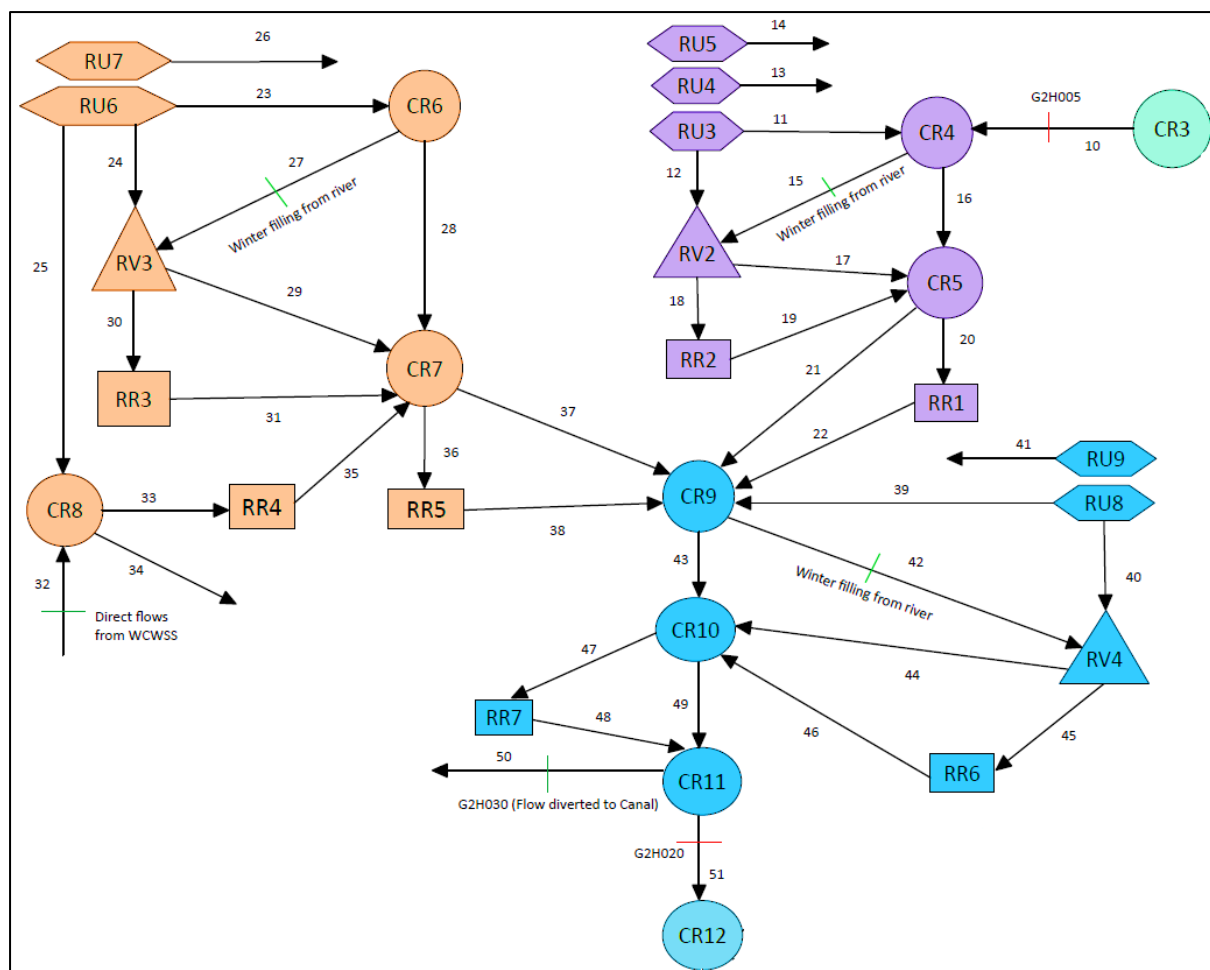 26
RU7
14
RU5
13
RU4
23
RU6
CR6
11
RU3
CR4
G2H005
10
CR3
24
27
Winter filling from river
12
15
Winter filling from river
16
28
25
RV3
RV2
17
CR5
29
18
30
19
20
RR2
21
CR7
RR3
RR1
31
37
22
36
35
41
RU9
33
CR8
RR4
RR5
CR9
39
RU8
38
43
42
34
32
Winter filling from river
40
Direct flows
from WCWSS
CR10
RV4
47
44
49
RR7
48
46
45
50
CR11
RR6
G2H030 (Flow diverted to Canal)
G2H020
51
CR12